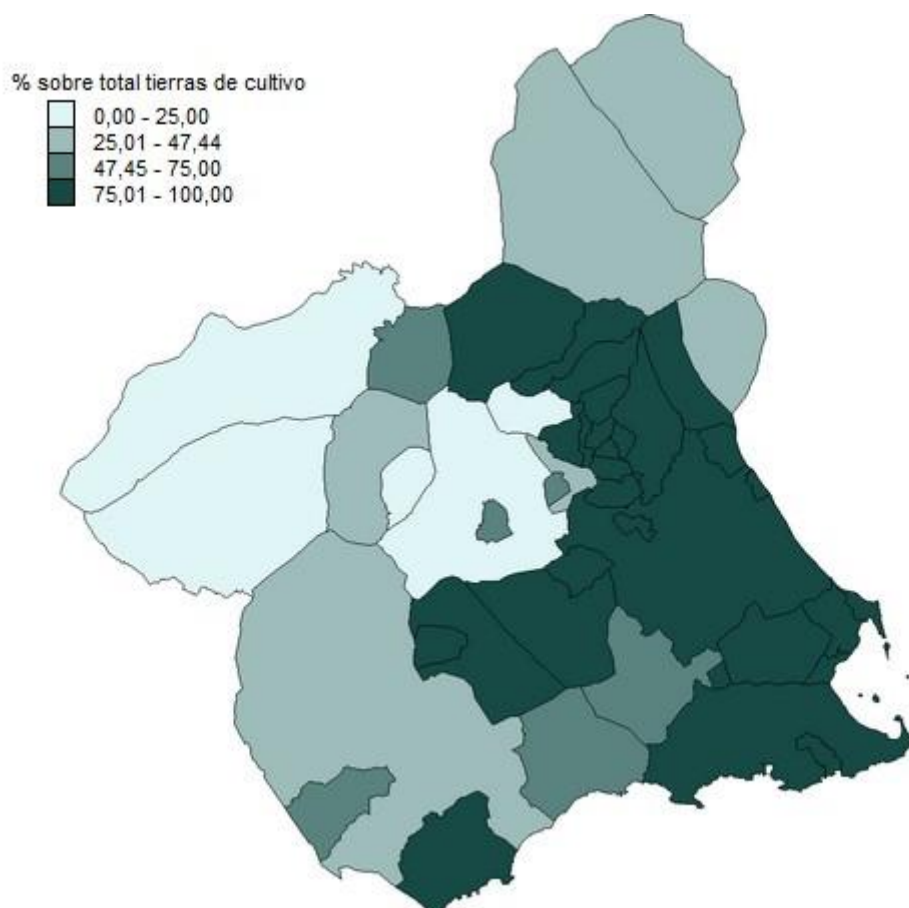 % sobre total tierras de cultivo
0,00 - 25,00
25,01 - 47,44
47,45 - 75,00
75,01 - 100,00